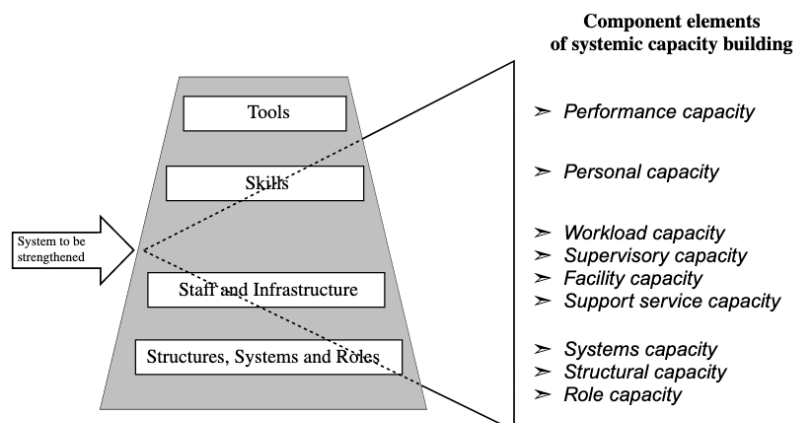 Component elements
of systemic capacity building
Tools
Skills
System to be
strengthened
Staff and Infrastructure
Structures, Systems and Roles
➢ Performance capacity
➢ Personal capacity
➢ Workload capacity
➢ Supervisory capacity
➢ Facility capacity
➢ Support service capacity
➢ Systems capacity
➢ Structural capacity
➢ Role capacity